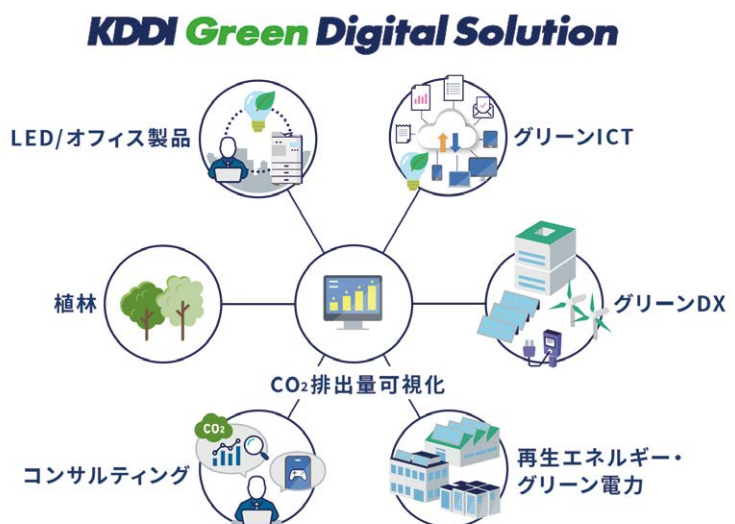 KDDI Green Digital Solution
LED/オフィス製品
グリーンICT
植林
グリーンDX
CO₂排出量可視化
CO₂
コンサルティング
再生エネルギー・
グリーン電力